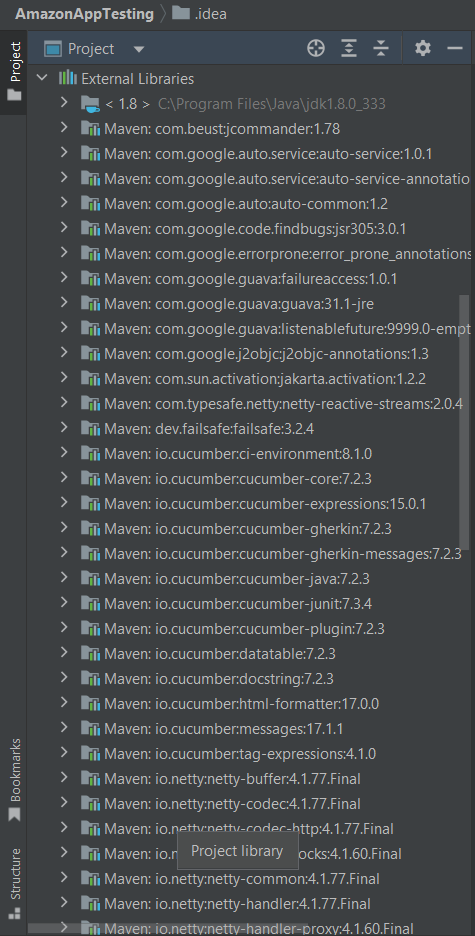 AmazonAppTesting
.idea
Project
Project
External Libraries
< 1.8 > C:\Program Files\Java\jdk1.8.0_333
Maven: com.beust:jcommander:1.78
Maven: com.google.auto.service:auto-service:1.0.1
Maven: com.google.auto.service:auto-service-annotatio
Maven: com.google.auto:auto-common:1.2
Maven: com.google.code.findbugs:jsr305:3.0.1
Maven: com.google.errorprone:error_prone_annotations
Maven: com.google.guava:failureaccess:1.0.1
Maven: com.google.guava:guava:31.1-jre
Maven: com.google.guava:listenablefuture:9999.0-empt
Maven: com.google.j2objc:j2objc-annotations:1.3
Maven: com.sun.activation:jakarta.activation:1.2.2
Maven: com.typesafe.netty:netty-reactive-streams:2.0.4
Maven: dev.failsafe:failsafe:3.2.4
Maven: io.cucumber:ci-environment:8.1.0
Maven: io.cucumber:cucumber-core:7.2.3
Maven: io.cucumber:cucumber-expressions:15.0.1
Maven: io.cucumber:cucumber-gherkin:7.2.3
Maven: io.cucumber:cucumber-gherkin-messages:7.2.3
Maven: io.cucumber:cucumber-java:7.2.3
Maven: io.cucumber:cucumber-junit:7.3.4
Maven: io.cucumber:cucumber-plugin:7.2.3
Maven: io.cucumber:datatable:7.2.3
Maven: io.cucumber:docstring:7.2.3
Maven: io.cucumber:html-formatter:17.0.0
Maven: io.cucumber:messages:17.1.1
Maven: io.cucumber:tag-expressions:4.1.0
Maven: io.netty:netty-buffer:4.1.77.Final
Maven: io.netty:netty-codec:4.1.77.Final
Maven: io.netty:netty-codec-http:4.1.77.Final
Maven: io.net ocks:4.1.60.Final
Project library
Maven: io.netty:netty-common:4.1.77.Final
Maven: io.netty:netty-handler:4.1.77.Final
Maven: io.netty:netty-handler-proxy:4.1.60.Final
Bookmarks
Structure